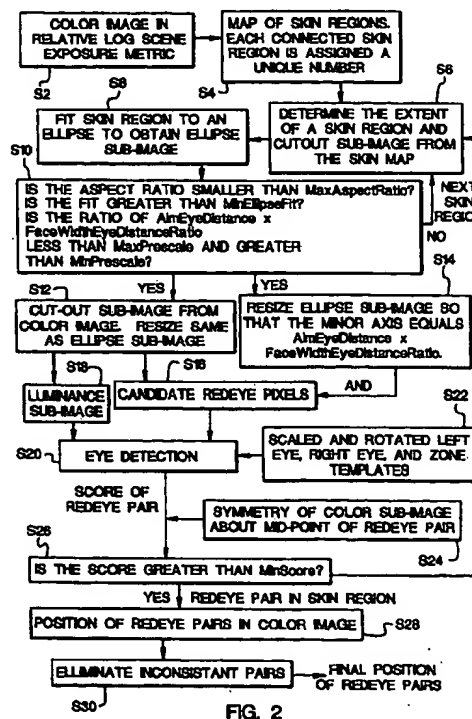 COLOR IMAGE IN
RELATIVE LOG SCENE
EXPOSURE METRIC
S2
MAP OF SKIN REGIONS.
EACH CONNECTED SKIN
REGION IS ASSIGNED A
UNIQUE NUMBER
S4
S8
FIT SKIN REGION TO AN
ELLIPSE TO OBTAIN ELLIPSE
SUB-IMAGE
S6
DETERMINE THE EXTENT
OF A SKIN REGION AND
CUTOUT SUB-IMAGE FROM
THE SKIN MAP
S10
IS THE ASPECT RATIO SMALLER THAN MaxAspectRatio?
IS THE FIT GREATER THAN MinEllipseFit?
IS THE RATIO OF AimEyeDistance x
FaceWidthEyeDistanceRatio
LESS THAN MaxPrescale AND GREATER
THAN MinPrescale?
NEXT
SKIN
REGION
NO
YES
YES
S12
CUT-OUT SUB-IMAGE FROM
COLOR IMAGE. RESIZE SAME
AS ELLIPSE SUB-IMAGE
S14
RESIZE ELLIPSE SUB-IMAGE SO
THAT THE MINOR AXIS EQUALS
AimEyeDistance x
FaceWidthEyeDistanceRatio.
S18
LUMINANCE
SUB-IMAGE
S16
CANDIDATE REDEYE PIXELS
AND
S20
EYE DETECTION
S22
SCALED AND ROTATED LEFT
EYE, RIGHT EYE, AND ZONE
TEMPLATES
SCORE OF
REDEYE PAIR
SYMMETRY OF COLOR SUB-IMAGE
ABOUT MID-POINT OF REDEYE PAIR
S24
S26
IS THE SCORE GREATER THAN MinScore?
YES REDEYE PAIR IN SKIN REGION
POSITION OF REDEYE PAIRS IN COLOR IMAGE
S28
ELLIMINATE INCONSISTANT PAIRS
S30
FINAL POSITION
OF REDEYE PAIRS
FIG. 2